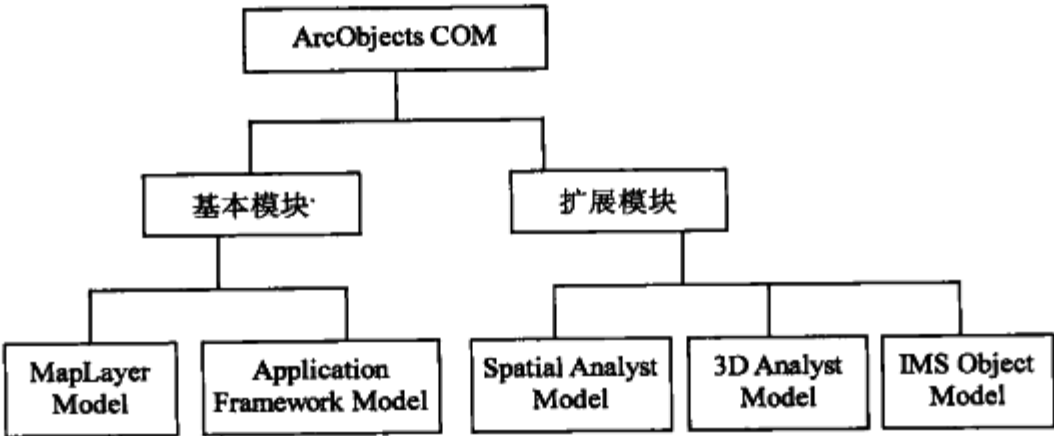 ArcObjects COM
基本模块
扩展模块
MapLayer
Model
Application
Framework Model
Spatial Analyst
Model
3D Analyst
Model
IMS Object
Model